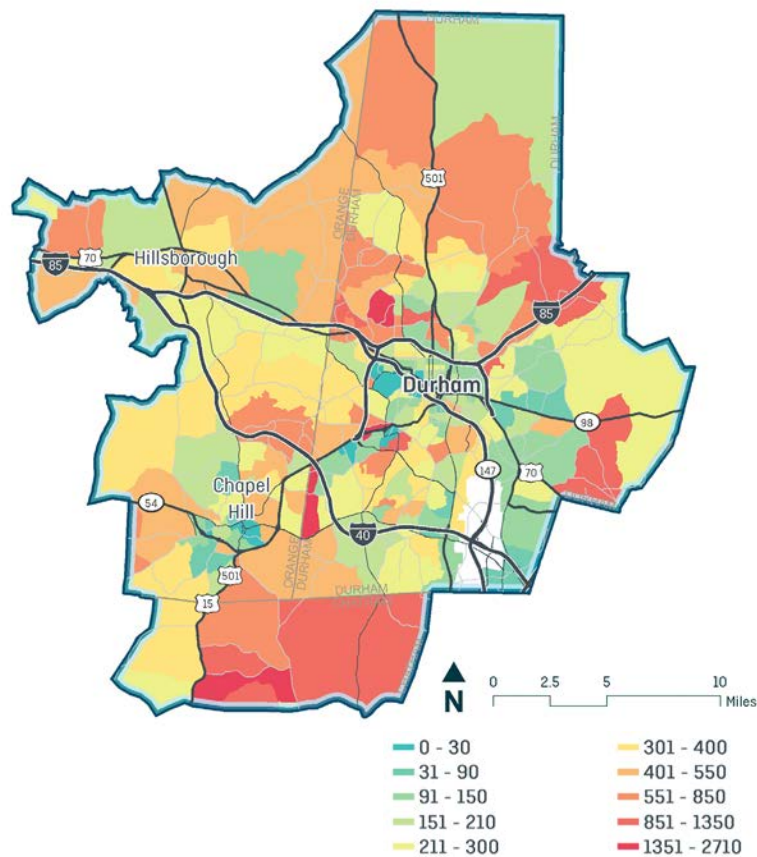 DURHAM
DURHAM
501
ORANGE
DURHAM
70
Hillsborough
85
85
Durham
98
147
70
Chapel
Hill
54
40
501
ORANGE
DURHAM
DURHAM
15
N
0 2.5 5 10
Miles
0 - 30
31 - 90
91 - 150
151 - 210
211 - 300
301 - 400
401 - 550
551 - 850
851 - 1350
1351 - 2710